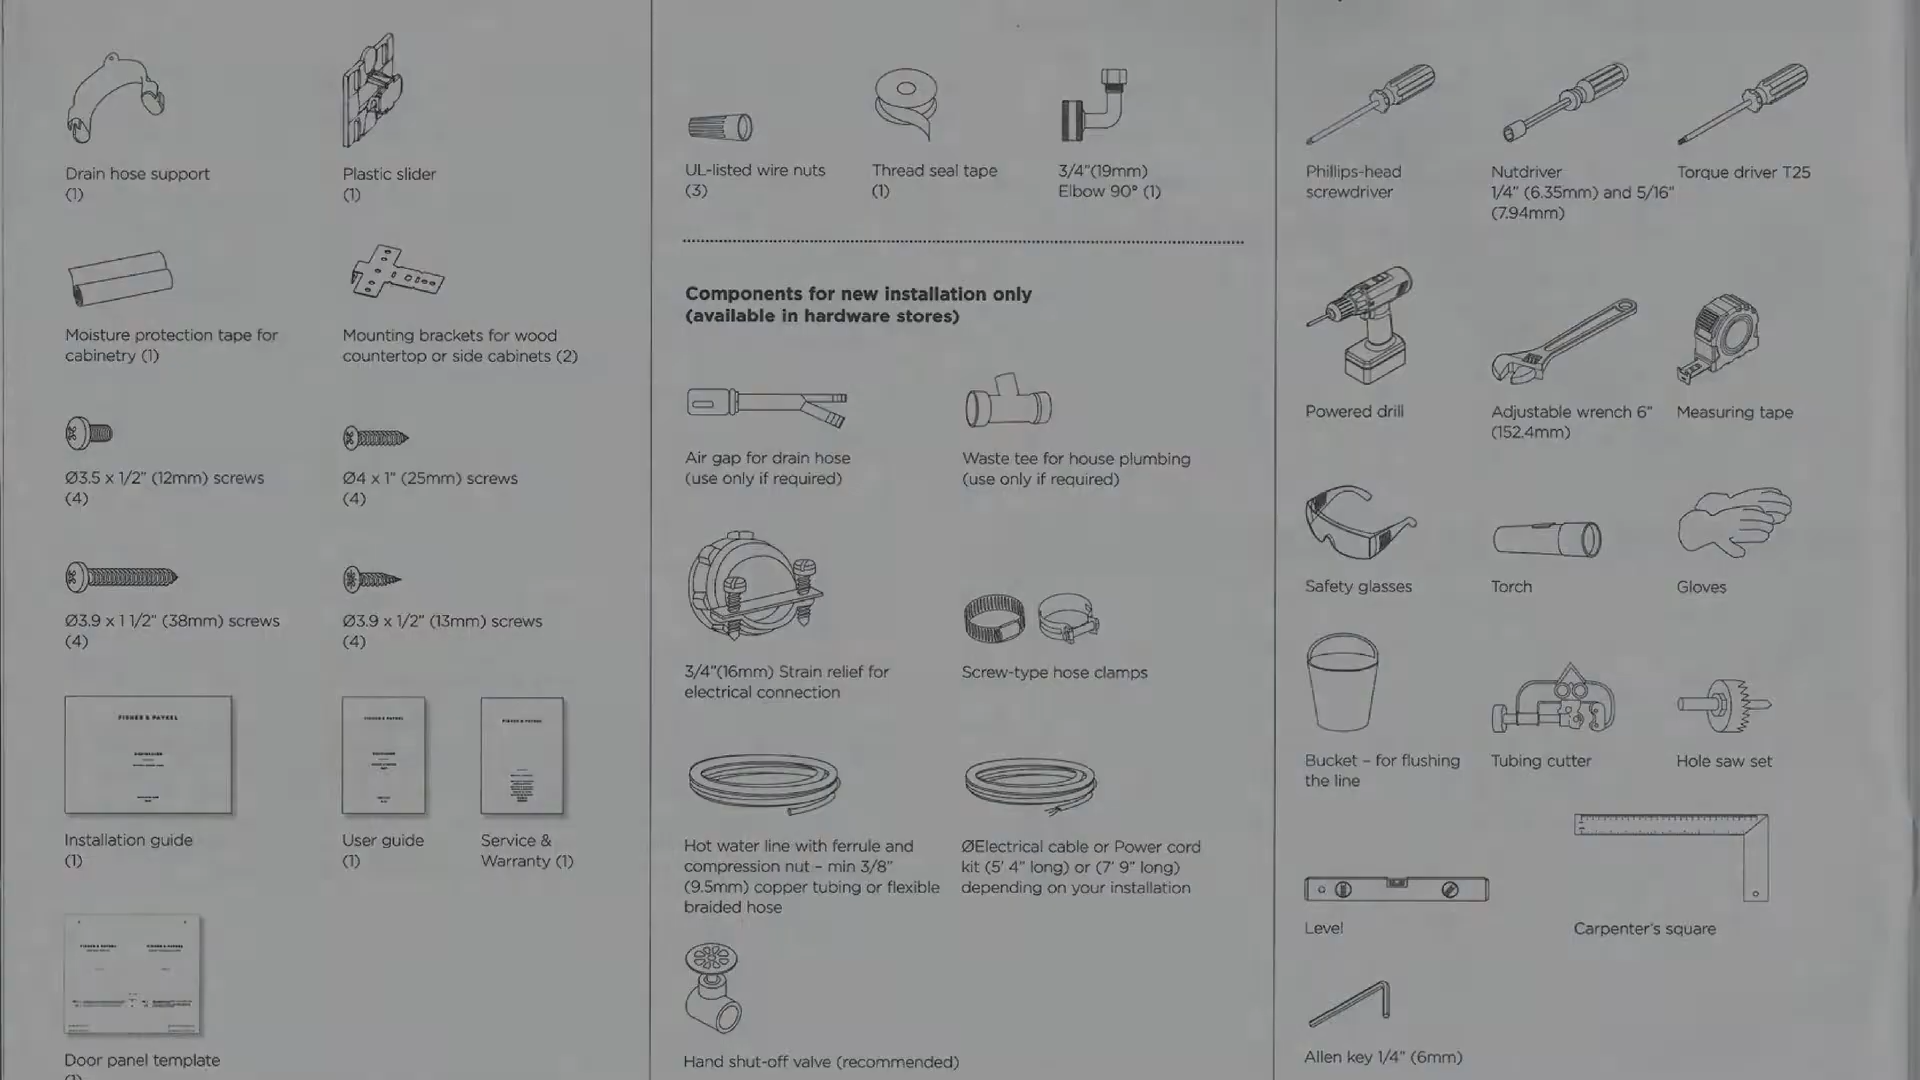 Drain hose support
(1)
Plastic slider
(1)
Moisture protection tape for
cabinetry (1)
Mounting brackets for wood
countertop or side cabinets (2)
Ø3.5 x 1/2" (12mm) screws
(4)
Ø4 x 1" (25mm) screws
(4)
Ø3.9 x 1 1/2" (38mm) screws
(4)
Ø3.9 x 1/2" (13mm) screws
(4)
FISHER & PAYKEL
FISHER & PAYKEL
FISHER & PAYKEL
Installation guide
(1)
User guide
(1)
Service &
Warranty (1)
FISHER & PAYKEL
FISHER & PAYKEL
Door panel template
UL-listed wire nuts
(3)
Thread seal tape
(1)
3/4"(19mm)
Elbow 90° (1)
Components for new installation only
(available in hardware stores)
Air gap for drain hose
(use only if required)
Waste tee for house plumbing
(use only if required)
3/4"(16mm) Strain relief for
electrical connection
Screw-type hose clamps
Hot water line with ferrule and
compression nut – min 3/8"
(9.5mm) copper tubing or flexible
braided hose
ØElectrical cable or Power cord
kit (5' 4" long) or (7' 9" long)
depending on your installation
Hand shut-off valve (recommended)
Phillips-head
screwdriver
Nutdriver
1/4" (6.35mm) and 5/16"
(7.94mm)
Torque driver T25
Powered drill
Adjustable wrench 6"
(152.4mm)
Measuring tape
Safety glasses
Torch
Gloves
Bucket – for flushing
the line
Tubing cutter
Hole saw set
Level
Carpenter's square
Allen key 1/4" (6mm)